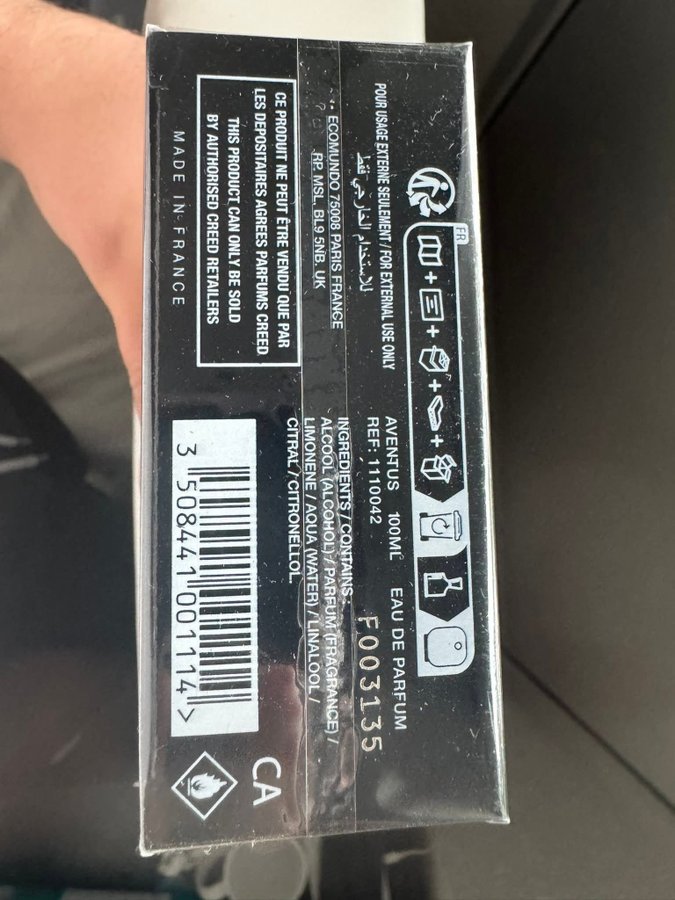 FR
POUR USAGE EXTERNE SEULEMENT / FOR EXTERNAL USE ONLY
للاستخدام الخارجي فقط
ECOMUNDO 75008 PARIS FRANCE
RP, MSL, BL9 5NB. UK
CE PRODUIT NE PEUT ÊTRE VENDU QUE PAR
LES DEPOSITAIRES AGREES PARFUMS CREED
THIS PRODUCT CAN ONLY BE SOLD
BY AUTHORISED CREED RETAILERS
MADE IN FRANCE
AVENTUS 100ML EAU DE PARFUM
REF: 1110042
F003135
INGREDIENTS / CONTAINS :
ALCOOL (ALCOHOL) / PARFUM (FRAGRANCE) /
LIMONENE / AQUA (WATER) / LINALOOL /
CITRAL / CITRONELLOL.
CA
3 508441 001114 >